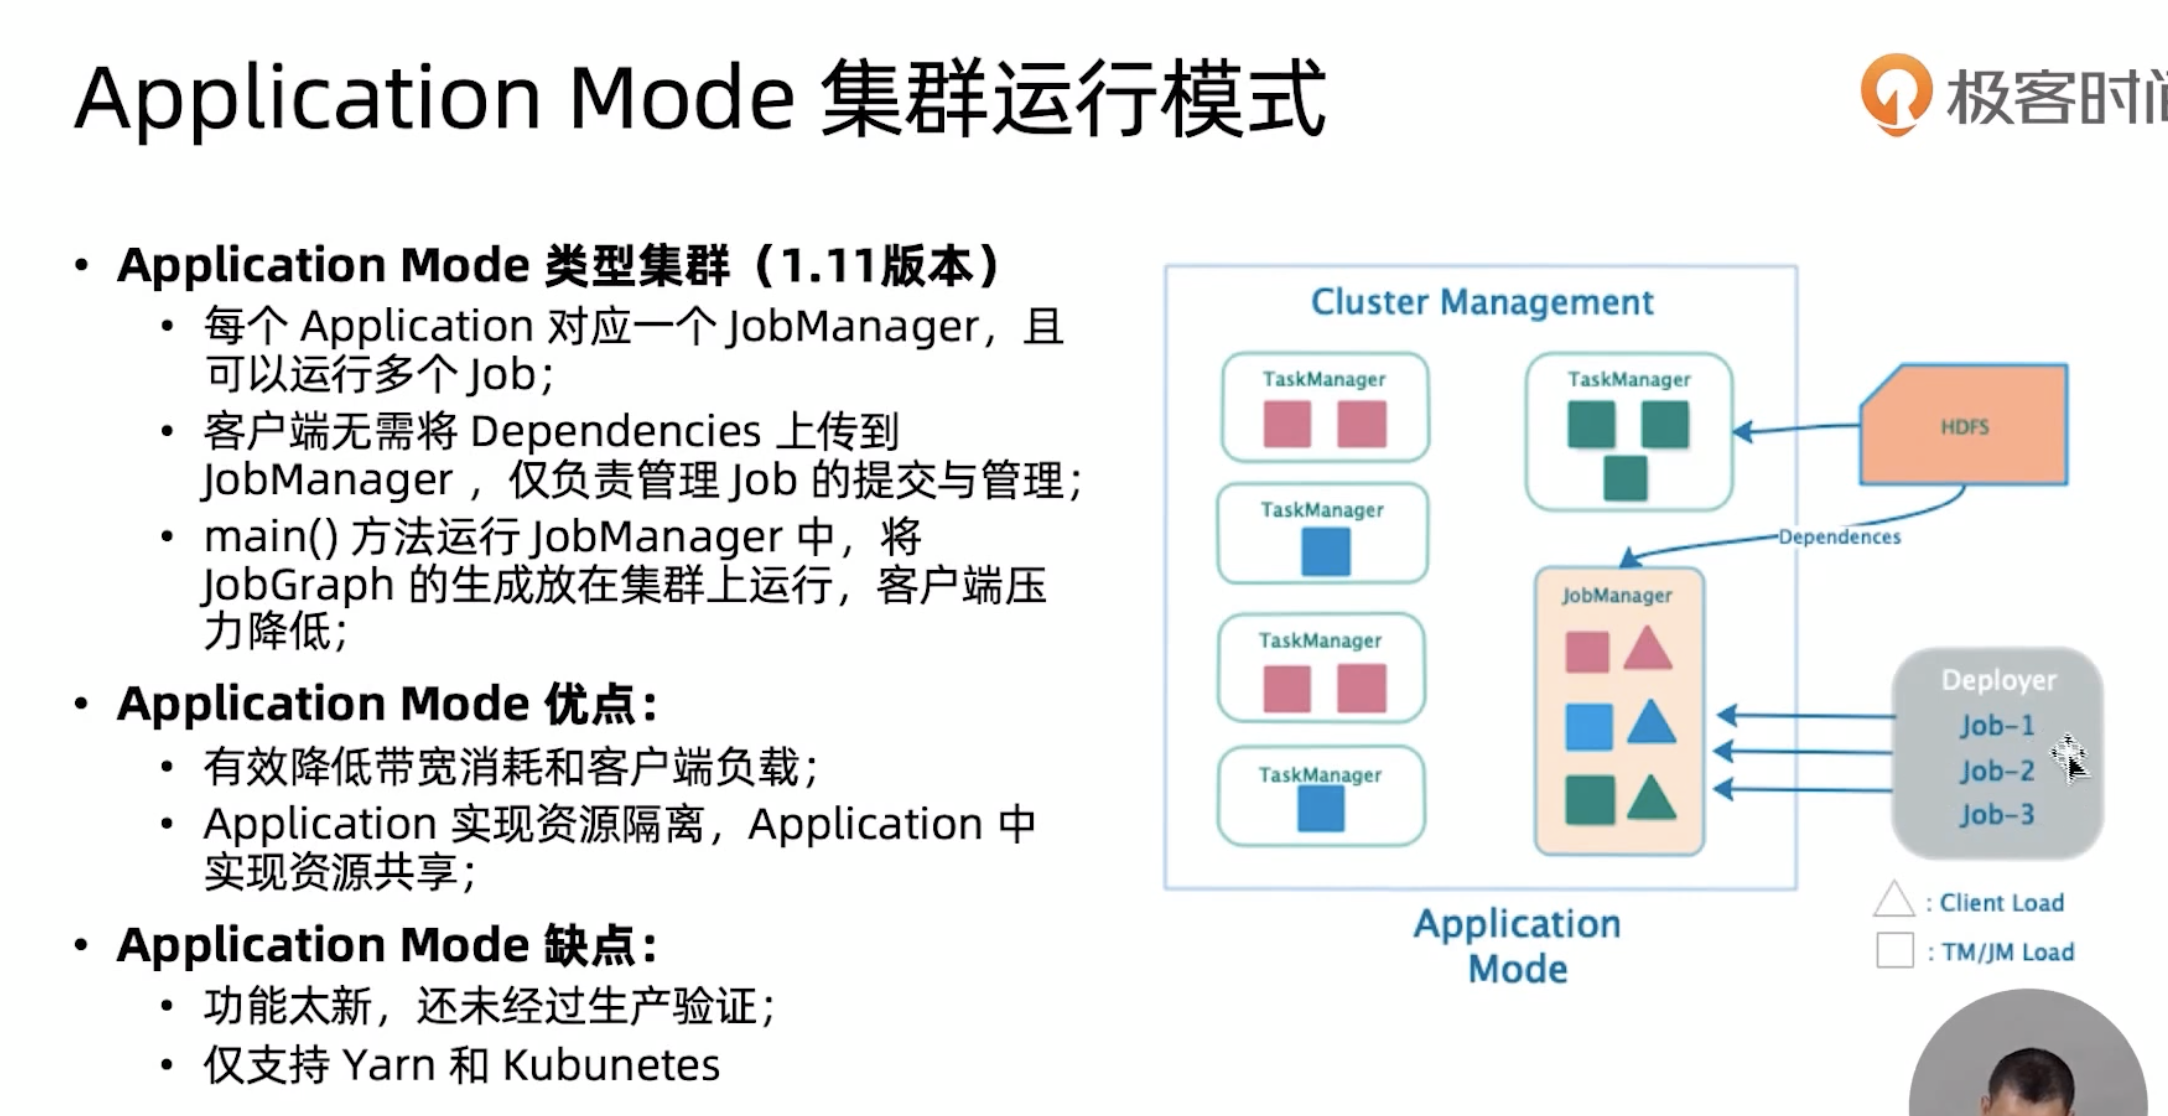 Application Mode 集群运行模式
极客时间
• Application Mode 类型集群（1.11版本）
• 每个 Application 对应一个 JobManager，且
可以运行多个 Job；
• 客户端无需将 Dependencies 上传到
JobManager ，仅负责管理 Job 的提交与管理；
• main() 方法运行 JobManager 中，将
JobGraph 的生成放在集群上运行，客户端压
力降低；
• Application Mode 优点：
• 有效降低带宽消耗和客户端负载；
• Application 实现资源隔离，Application 中
实现资源共享；
• Application Mode 缺点：
• 功能太新，还未经过生产验证；
• 仅支持 Yarn 和 Kubunetes
Cluster Management
TaskManager
TaskManager
HDFS
TaskManager
Dependences
JobManager
TaskManager
Deployer
Job-1
Job-2
TaskManager
Job-3
Application
Mode
: Client Load
: TM/JM Load